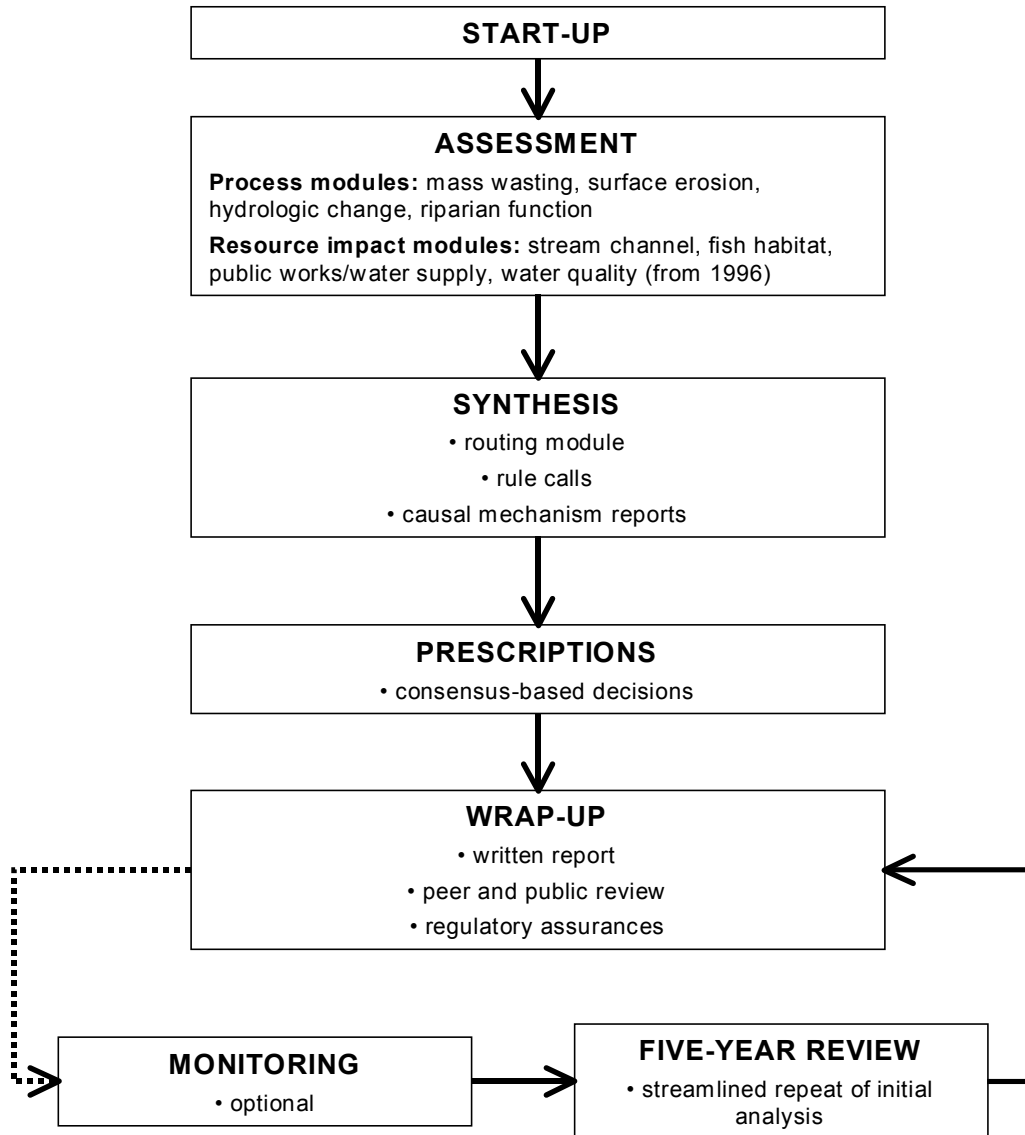 START-UP
ASSESSMENT
Process modules: mass wasting, surface erosion,
hydrologic change, riparian function
Resource impact modules: stream channel, fish habitat,
public works/water supply, water quality (from 1996)
SYNTHESIS
• routing module
• rule calls
• causal mechanism reports
PRESCRIPTIONS
• consensus-based decisions
WRAP-UP
• written report
• peer and public review
• regulatory assurances
MONITORING
• optional
FIVE-YEAR REVIEW
• streamlined repeat of initial
analysis